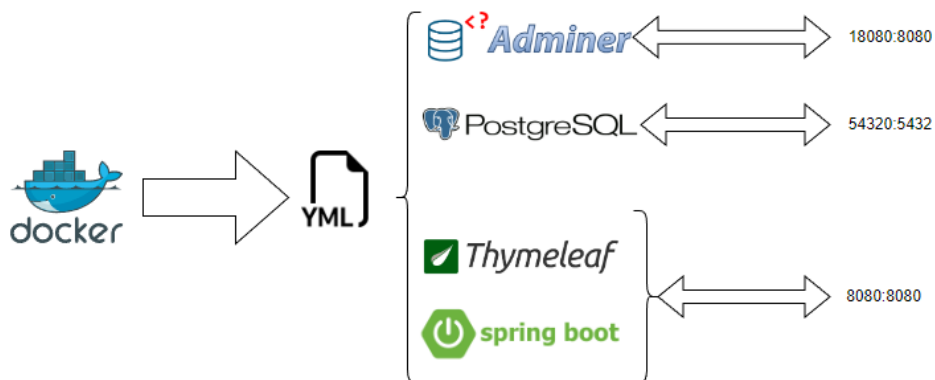 <?
Adminer
18080:8080
PostgreSQL
54320:5432
docker
YML
Thymeleaf
8080:8080
spring boot